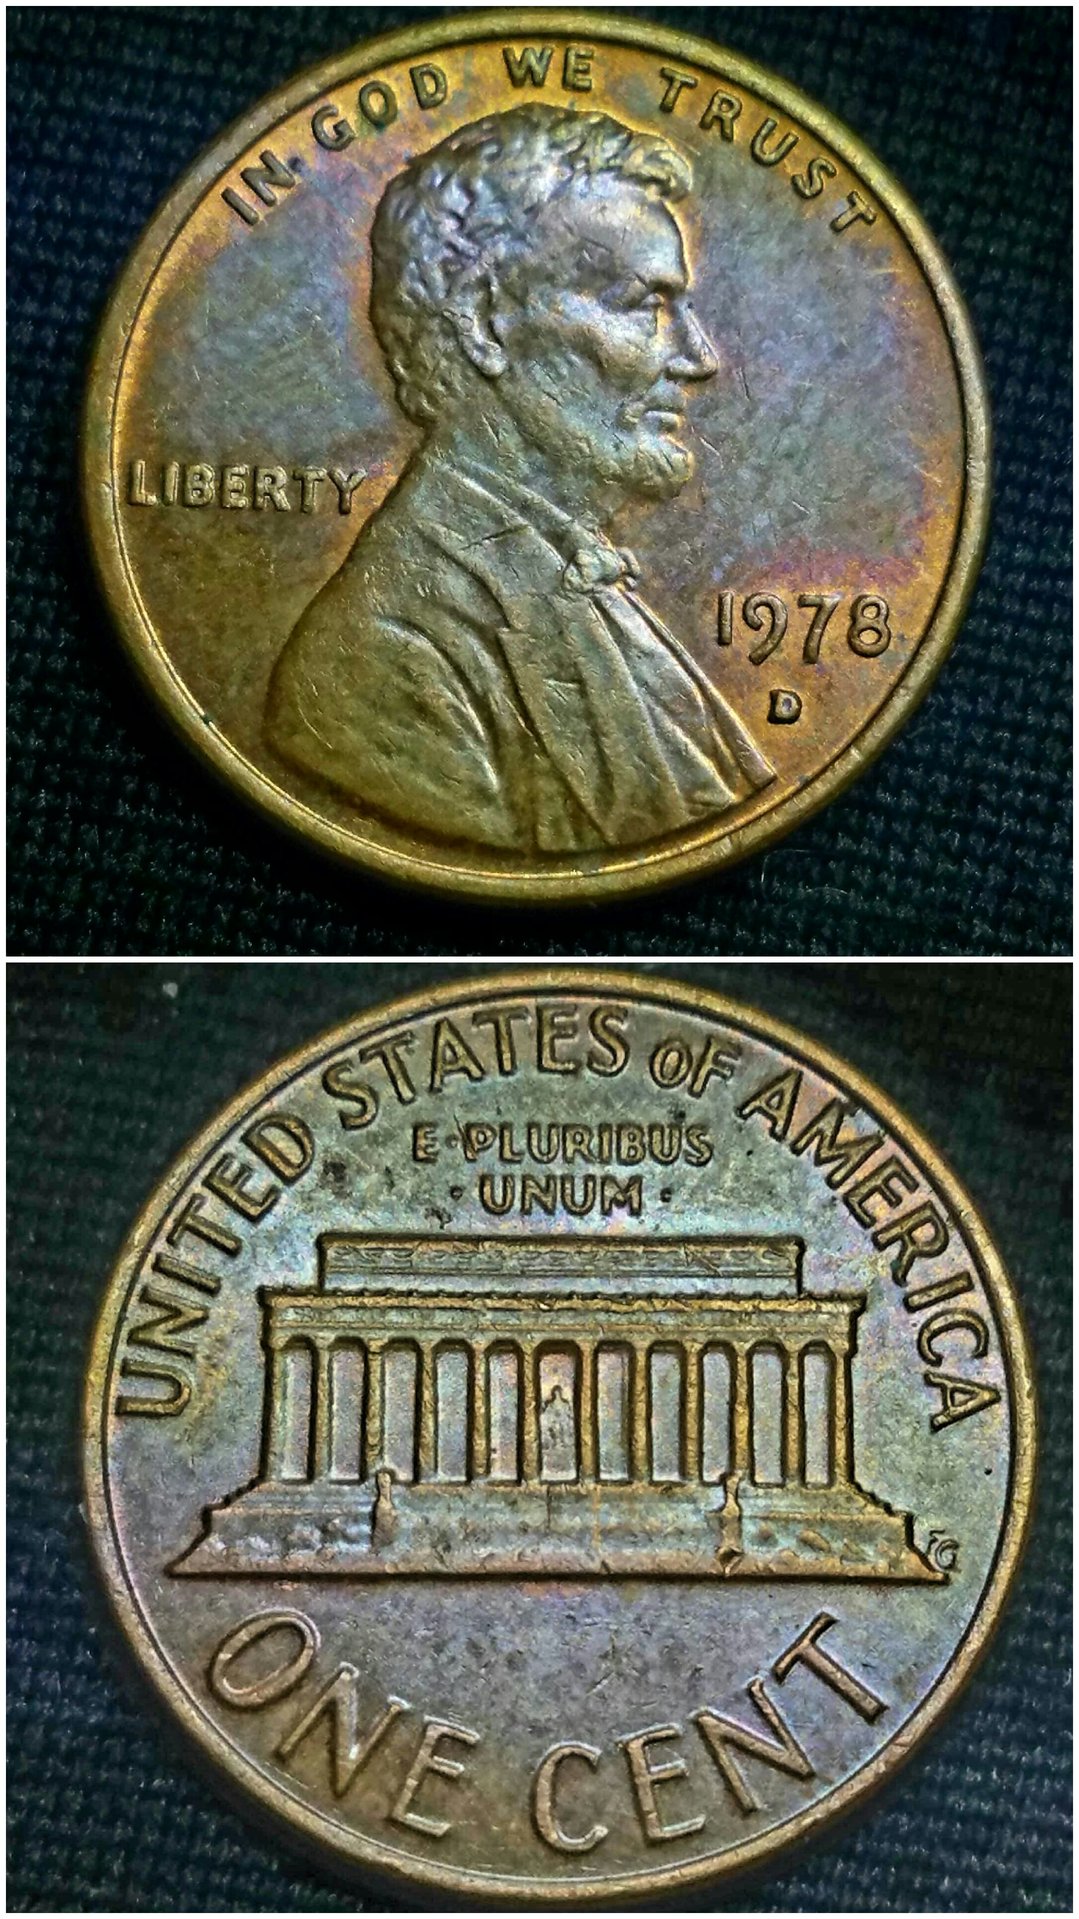 IN GOD WE TRUST
LIBERTY
1978
D
UNITED STATES OF AMERICA
E·PLURIBUS
·UNUM·
FG
ONE CENT